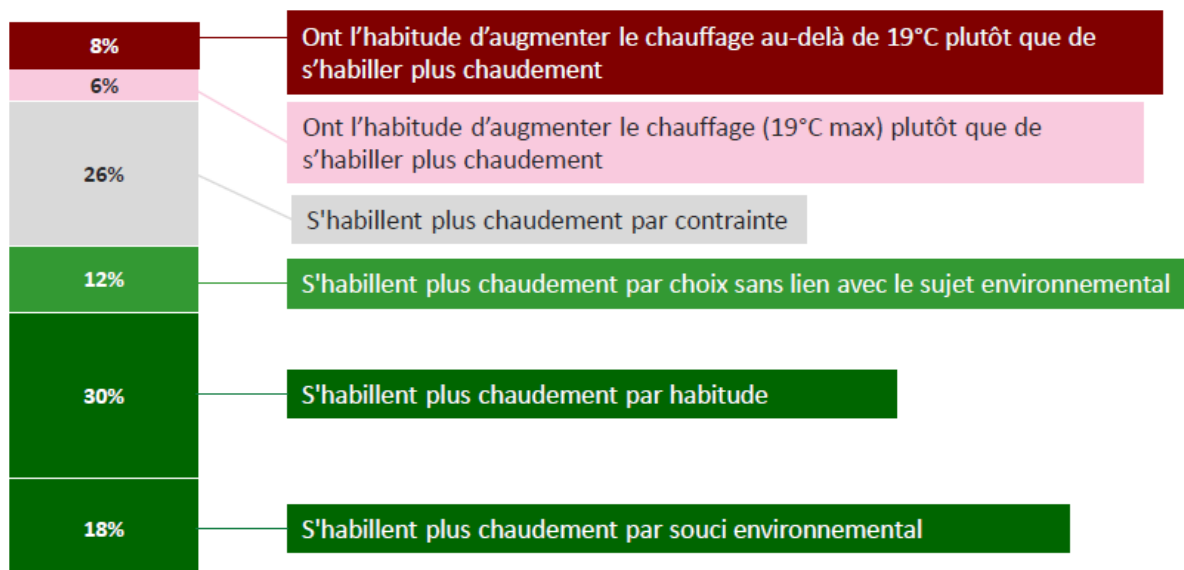 8%
Ont l’habitude d’augmenter le chauffage au-delà de 19°C plutôt que de
s’habiller plus chaudement
6%
Ont l’habitude d’augmenter le chauffage (19°C max) plutôt que de
s’habiller plus chaudement
26%
S'habillent plus chaudement par contrainte
12%
S'habillent plus chaudement par choix sans lien avec le sujet environnemental
30%
S'habillent plus chaudement par habitude
18%
S'habillent plus chaudement par souci environnemental